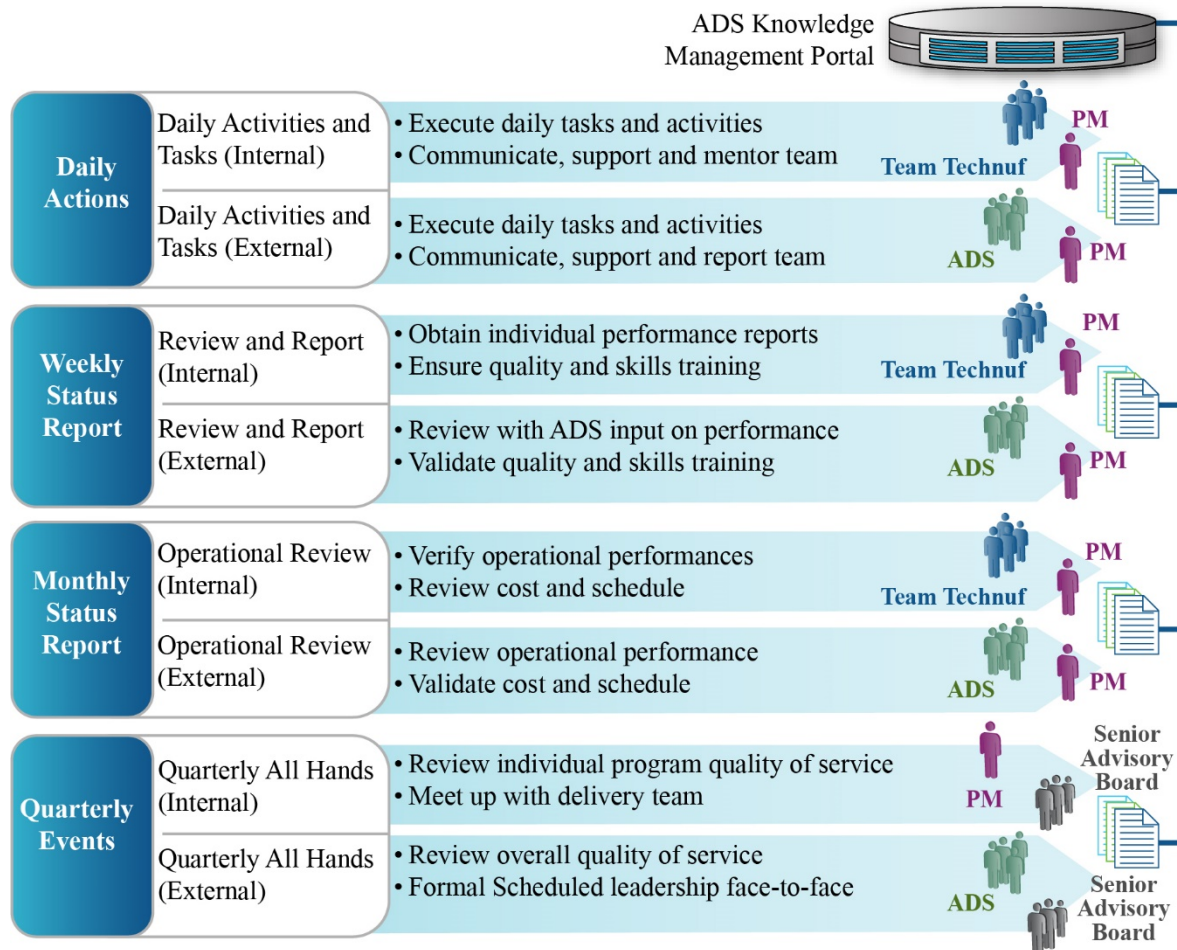 ADS Knowledge
Management Portal
Daily
Actions
Daily Activities and
Tasks (Internal)
• Execute daily tasks and activities
• Communicate, support and mentor team
Team Technuf
PM
Daily Activities and
Tasks (External)
• Execute daily tasks and activities
• Communicate, support and report team
ADS
PM
Weekly
Status
Report
Review and Report
(Internal)
• Obtain individual performance reports
• Ensure quality and skills training
Team Technuf
PM
Review and Report
(External)
• Review with ADS input on performance
• Validate quality and skills training
ADS
PM
Monthly
Status
Report
Operational Review
(Internal)
• Verify operational performances
• Review cost and schedule
Team Technuf
PM
Operational Review
(External)
• Review operational performance
• Validate cost and schedule
ADS
PM
Quarterly
Events
Quarterly All Hands
(Internal)
• Review individual program quality of service
• Meet up with delivery team
PM
Senior
Advisory
Board
Quarterly All Hands
(External)
• Review overall quality of service
• Formal Scheduled leadership face-to-face
ADS
Senior
Advisory
Board